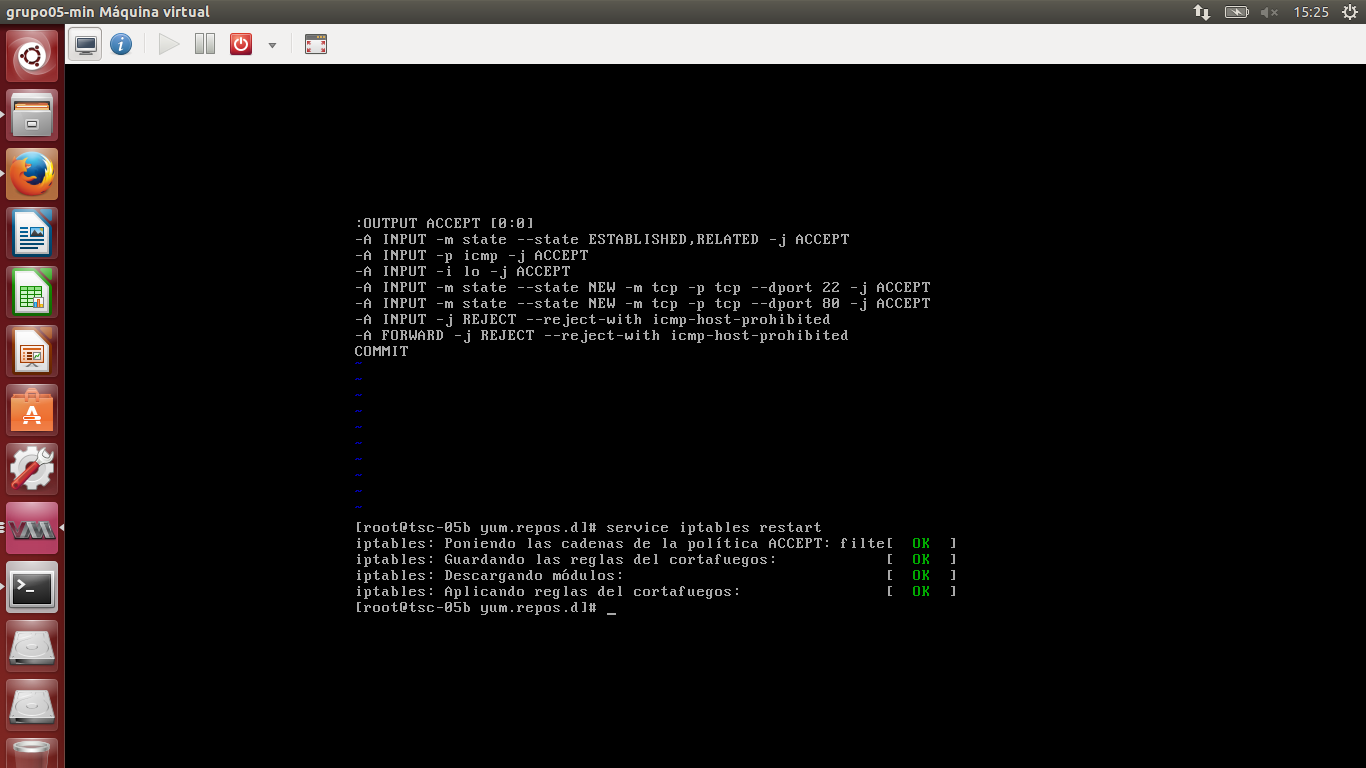 grupo05-min Máquina virtual
15:25
:OUTPUT ACCEPT [0:0]
-A INPUT -m state --state ESTABLISHED,RELATED -j ACCEPT
-A INPUT -p icmp -j ACCEPT
-A INPUT -i lo -j ACCEPT
-A INPUT -m state --state NEW -m tcp -p tcp --dport 22 -j ACCEPT
-A INPUT -m state --state NEW -m tcp -p tcp --dport 80 -j ACCEPT
-A INPUT -j REJECT --reject-with icmp-host-prohibited
-A FORWARD -j REJECT --reject-with icmp-host-prohibited
COMMIT
~
~
~
~
~
~
~
~
~
~
[root@tsc-05b yum.repos.d]# service iptables restart
iptables: Poniendo las cadenas de la política ACCEPT: filte[  OK  ]
iptables: Guardando las reglas del cortafuegos:            [  OK  ]
iptables: Descargando módulos:                             [  OK  ]
iptables: Aplicando reglas del cortafuegos:                [  OK  ]
[root@tsc-05b yum.repos.d]# _